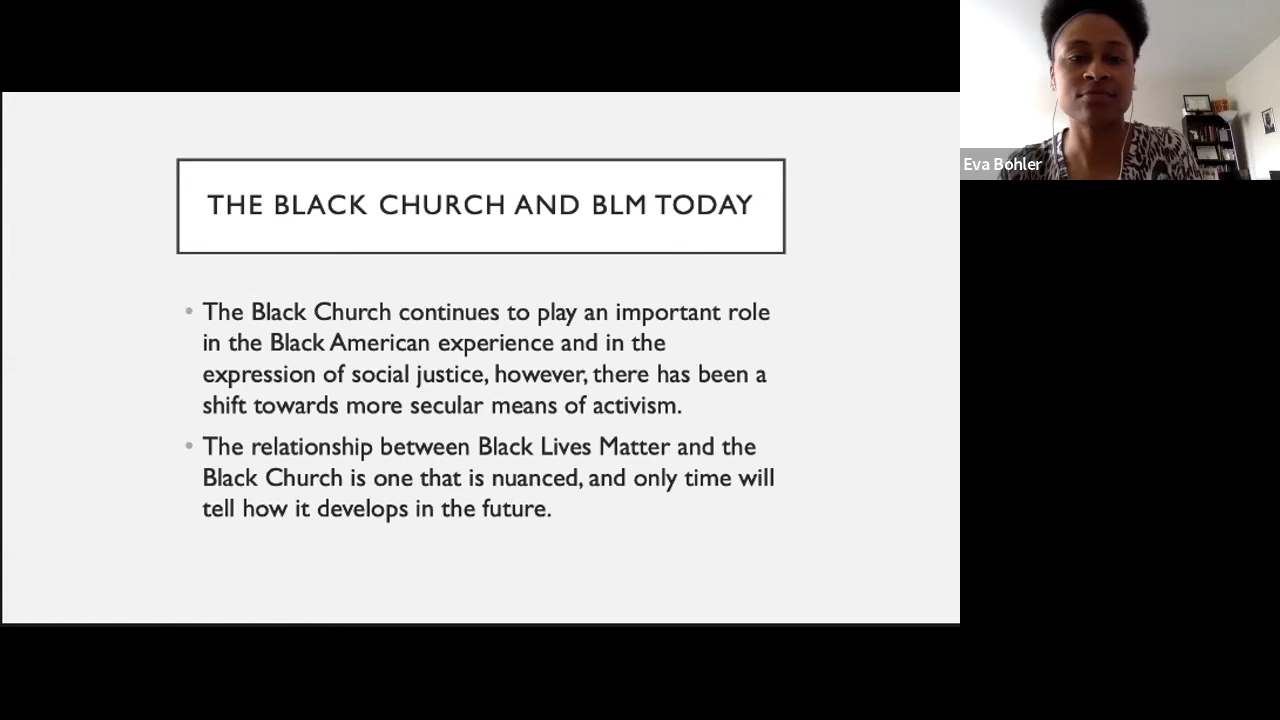 THE BLACK CHURCH AND BLM TODAY
• The Black Church continues to play an important role
in the Black American experience and in the
expression of social justice, however, there has been a
shift towards more secular means of activism.
• The relationship between Black Lives Matter and the
Black Church is one that is nuanced, and only time will
tell how it develops in the future.
Eva Bohler